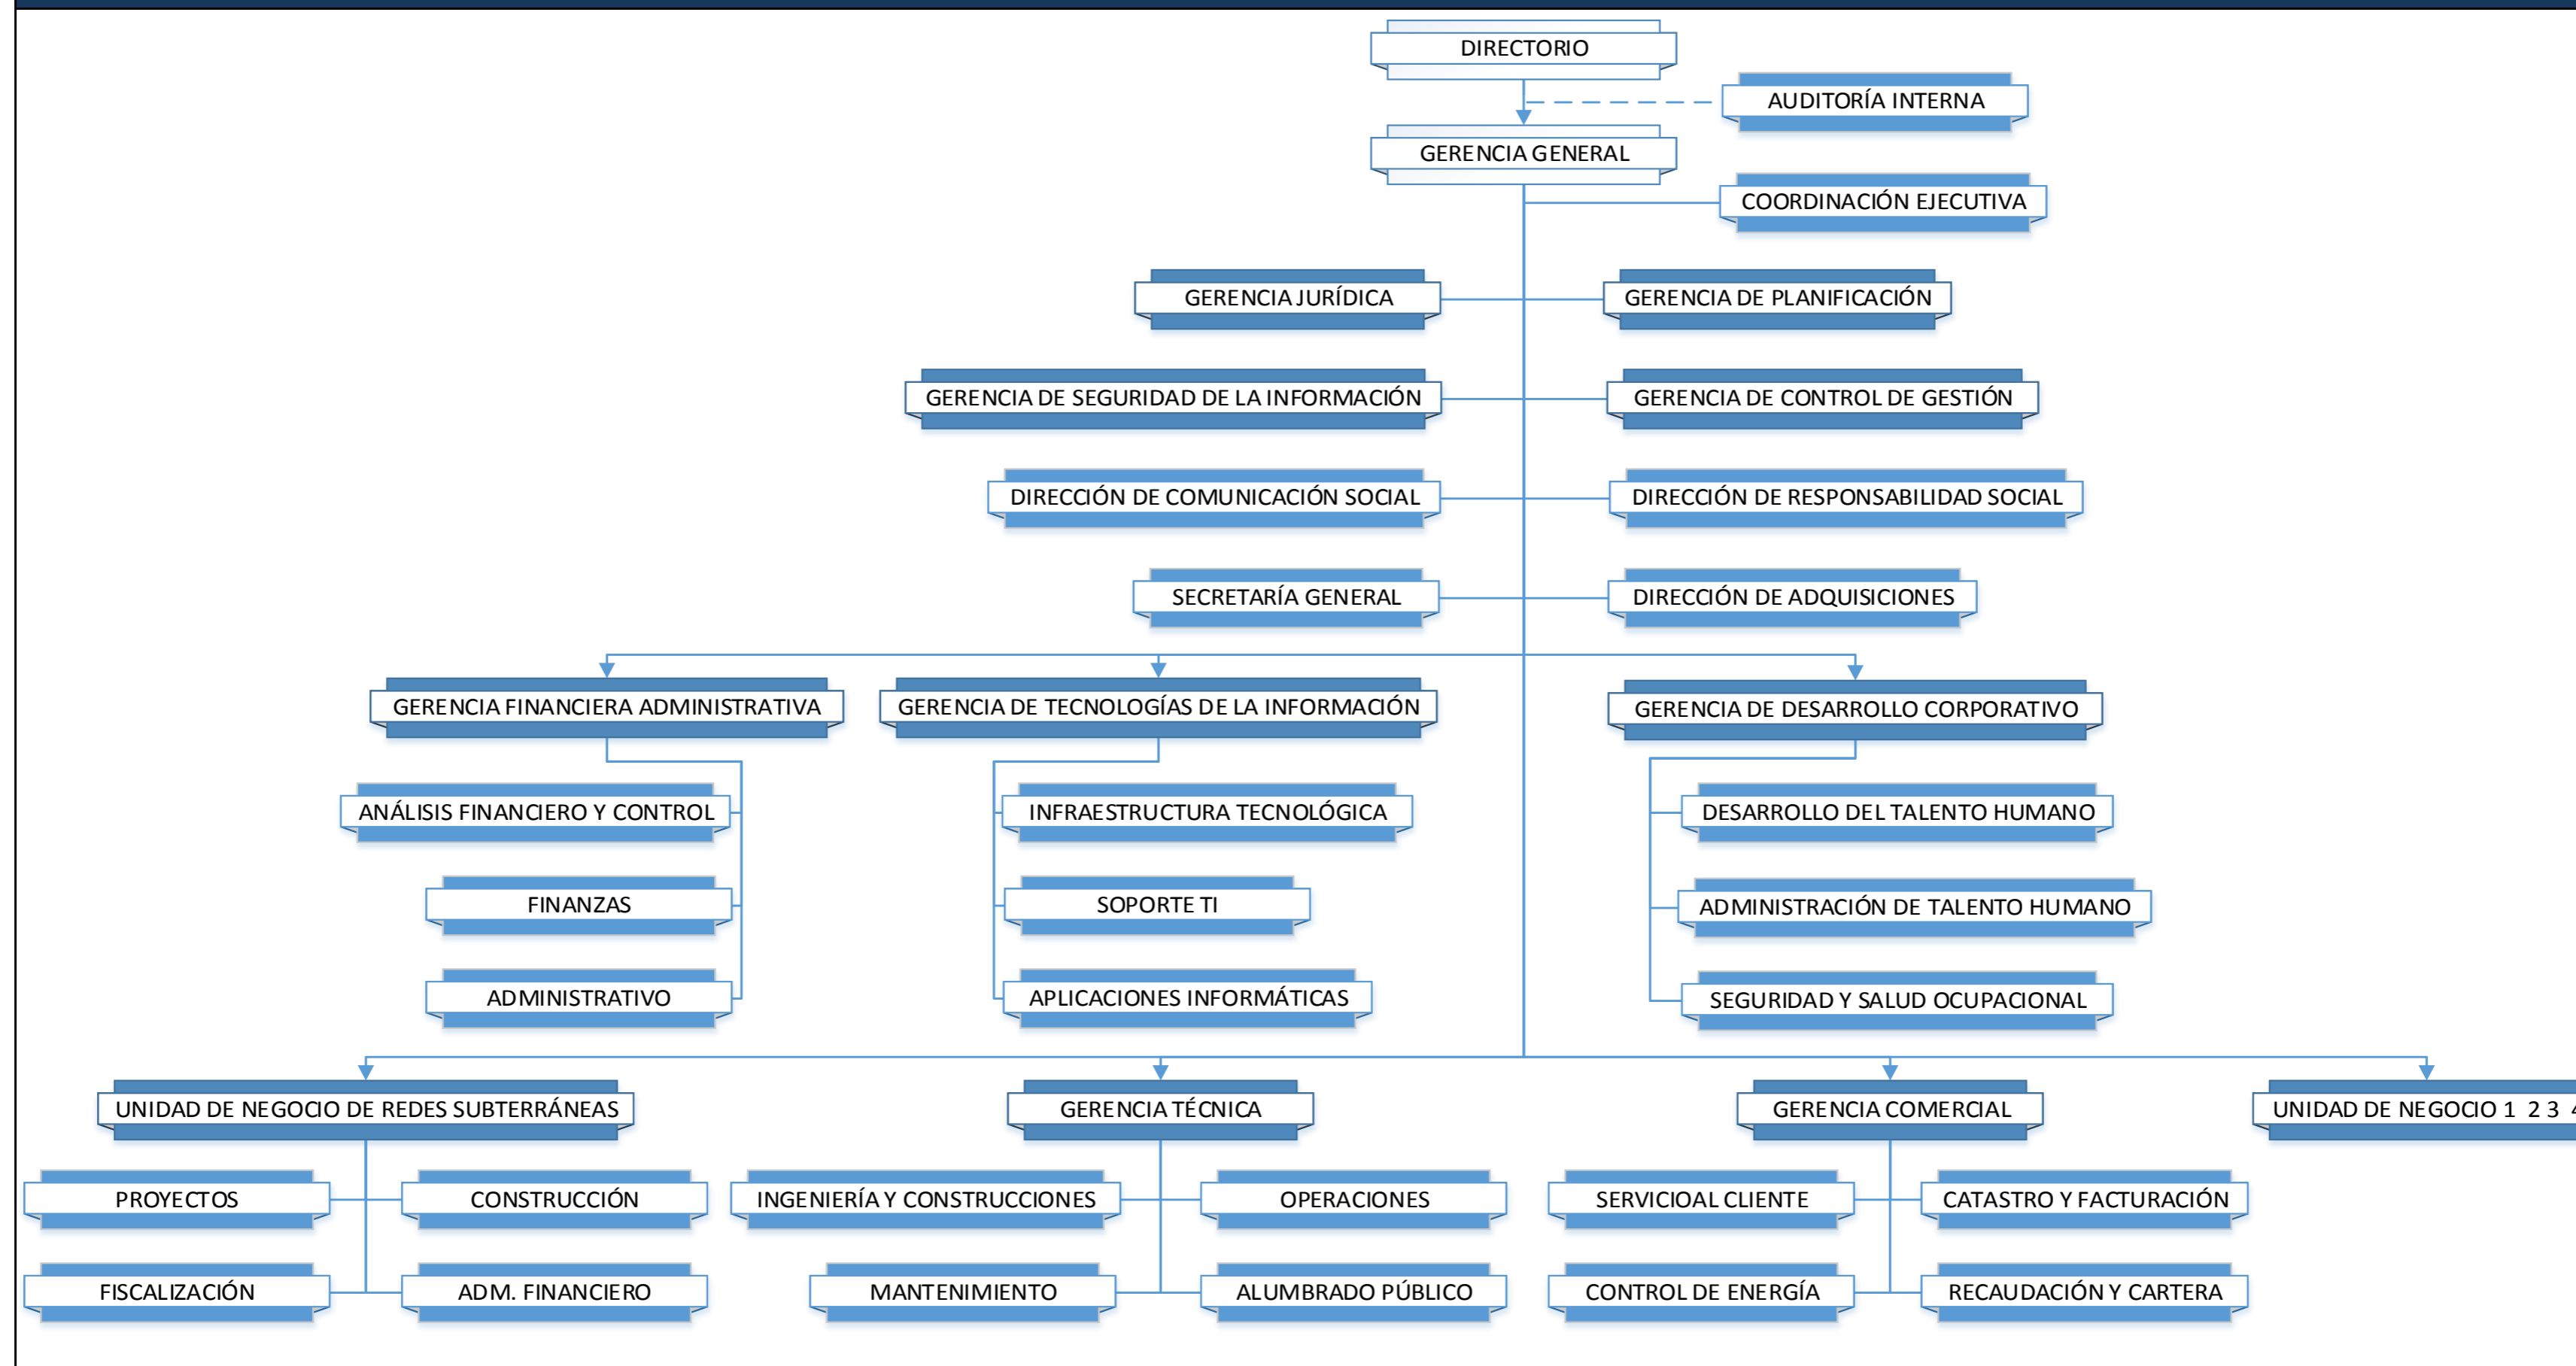 DIRECTORIO
AUDITORÍA INTERNA
GERENCIA GENERAL
COORDINACIÓN EJECUTIVA
GERENCIA JURÍDICA
GERENCIA DE PLANIFICACIÓN
GERENCIA DE SEGURIDAD DE LA INFORMACIÓN
GERENCIA DE CONTROL DE GESTIÓN
DIRECCIÓN DE COMUNICACIÓN SOCIAL
DIRECCIÓN DE RESPONSABILIDAD SOCIAL
SECRETARÍA GENERAL
DIRECCIÓN DE ADQUISICIONES
GERENCIA FINANCIERA ADMINISTRATIVA
GERENCIA DE TECNOLOGÍAS DE LA INFORMACIÓN
GERENCIA DE DESARROLLO CORPORATIVO
ANÁLISIS FINANCIERO Y CONTROL
INFRAESTRUCTURA TECNOLÓGICA
DESARROLLO DEL TALENTO HUMANO
FINANZAS
SOPORTE TI
ADMINISTRACIÓN DE TALENTO HUMANO
ADMINISTRATIVO
APLICACIONES INFORMÁTICAS
SEGURIDAD Y SALUD OCUPACIONAL
UNIDAD DE NEGOCIO DE REDES SUBTERRÁNEAS
GERENCIA TÉCNICA
GERENCIA COMERCIAL
UNIDAD DE NEGOCIO 1 2 3 4
PROYECTOS
CONSTRUCCIÓN
INGENIERÍA Y CONSTRUCCIONES
OPERACIONES
SERVICIOAL CLIENTE
CATASTRO Y FACTURACIÓN
FISCALIZACIÓN
ADM. FINANCIERO
MANTENIMIENTO
ALUMBRADO PÚBLICO
CONTROL DE ENERGÍA
RECAUDACIÓN Y CARTERA